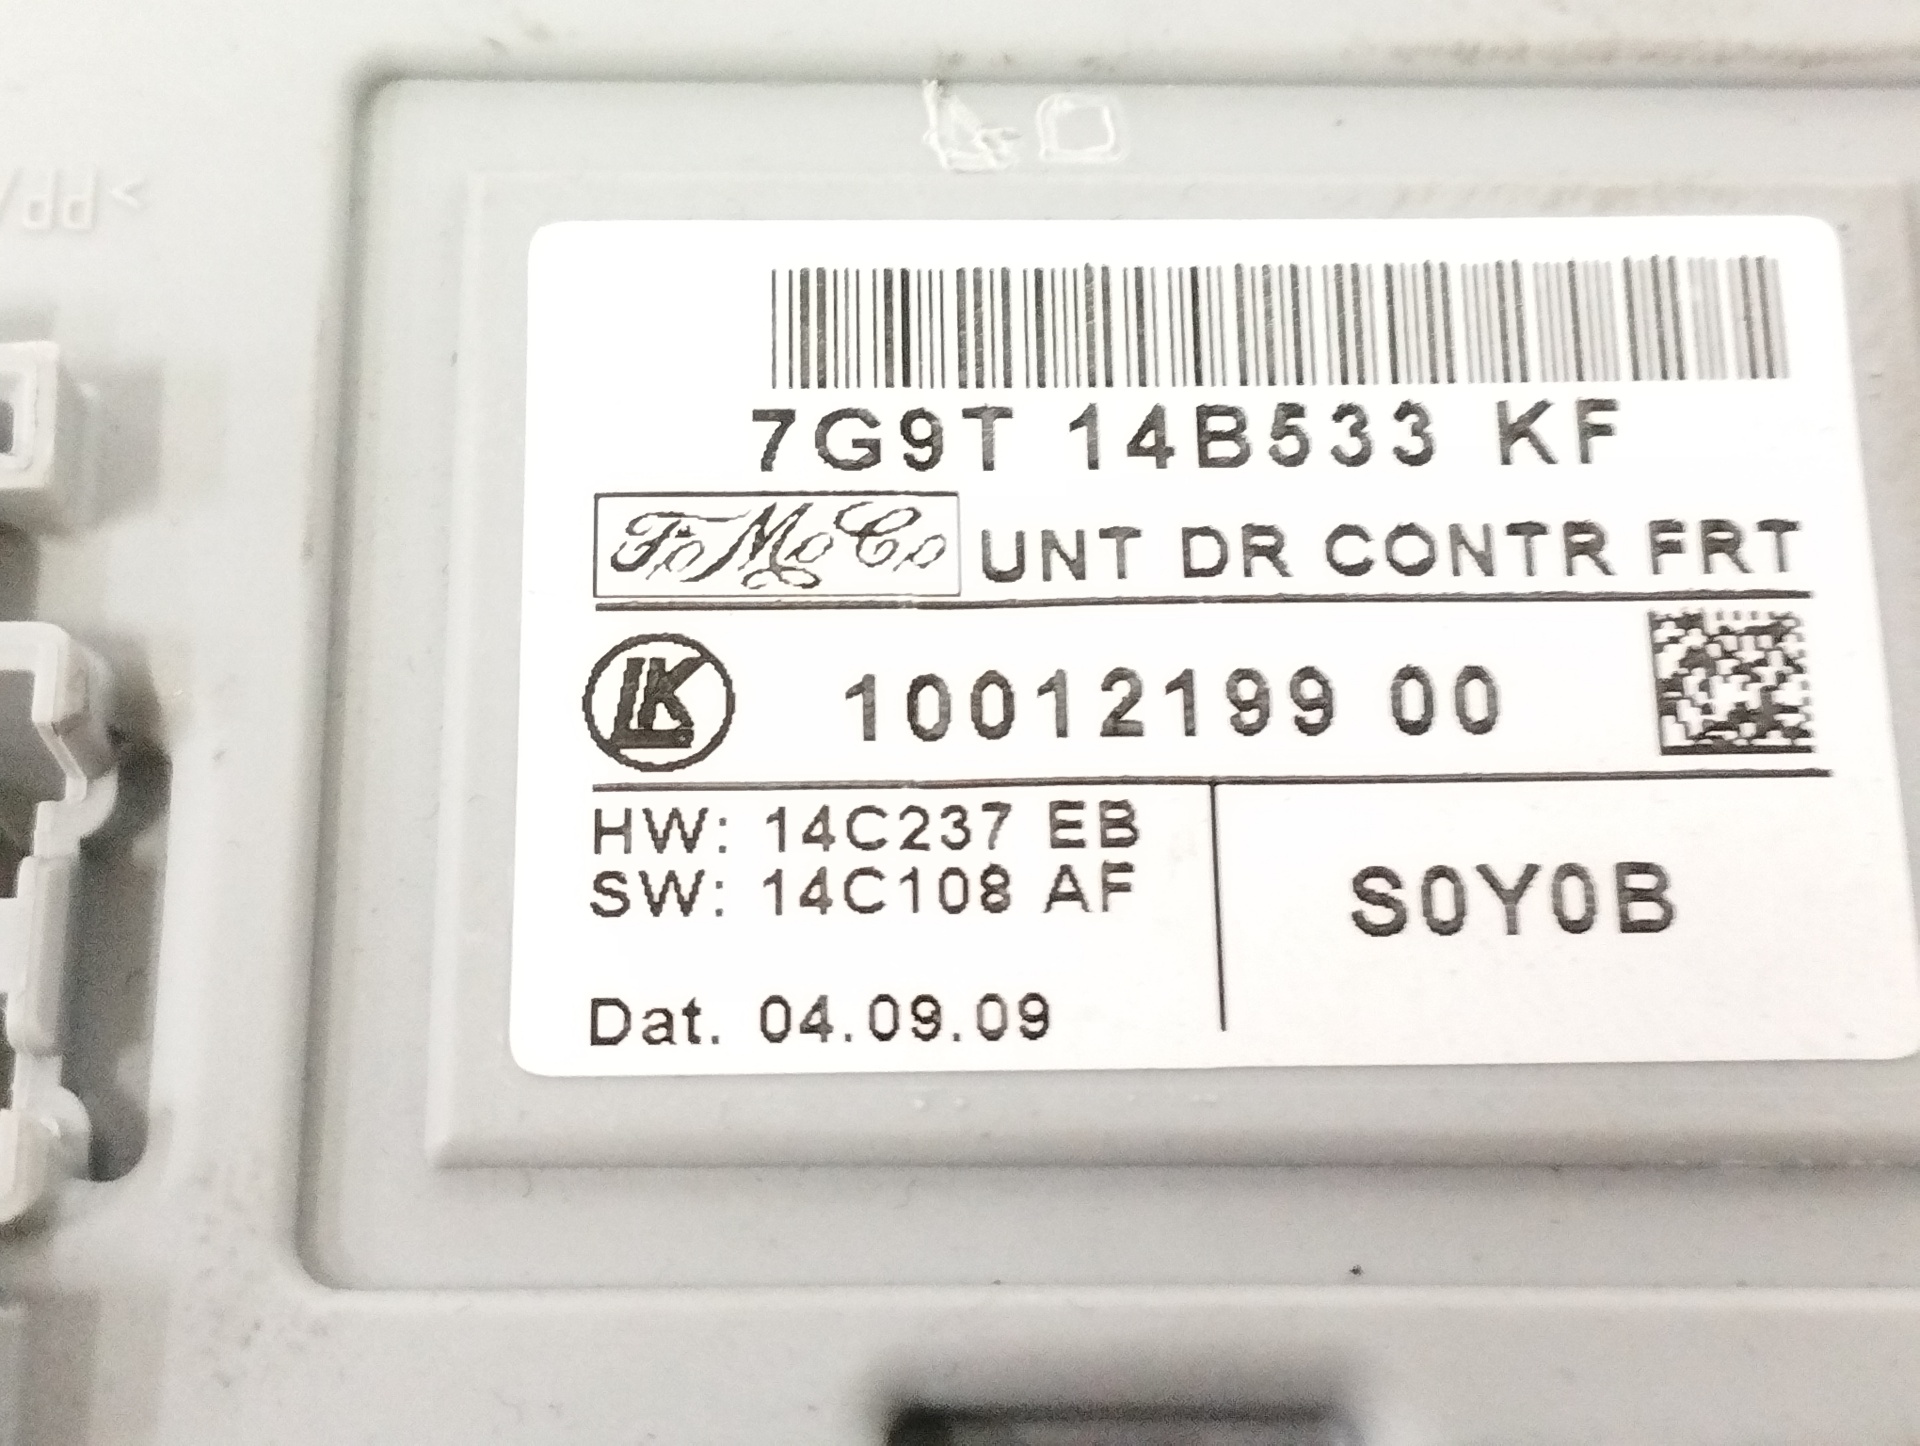 7G9T 14B533 KF
FoMoCo UNT DR CONTR FRT
LK 10012199 00
HW: 14C237 EB
SW: 14C108 AF
S0Y0B
Dat. 04.09.09
>PP/